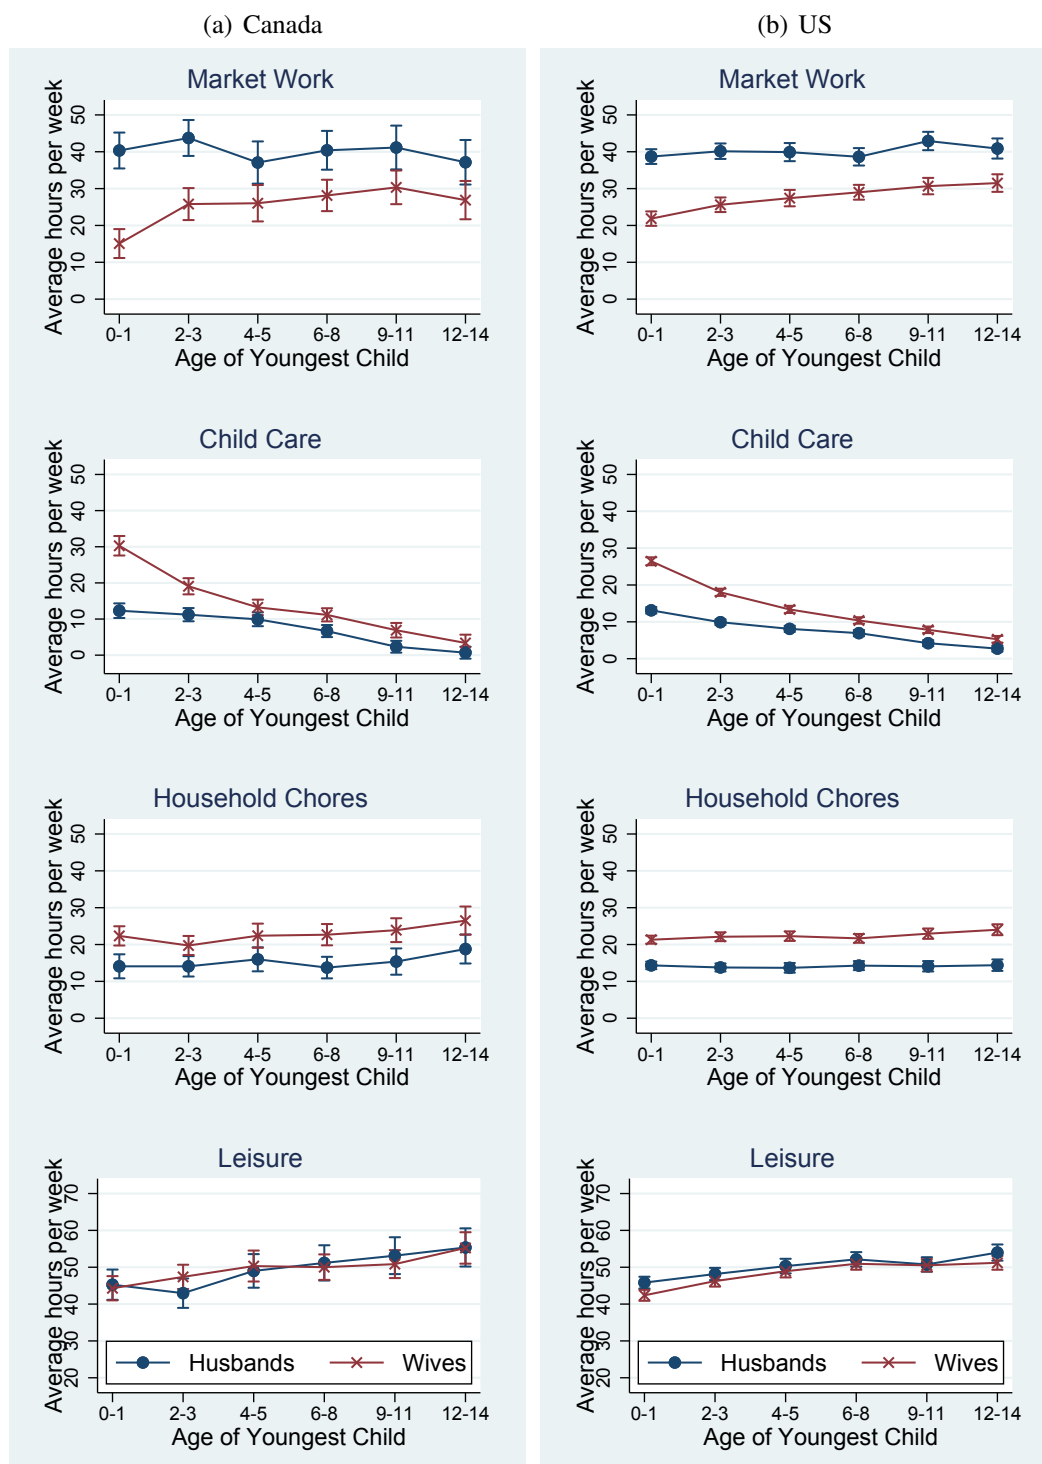 (a) Canada
Market Work
Average hours per week
50
40
30
20
10
0
0-1 2-3 4-5 6-8 9-11 12-14
Age of Youngest Child
Child Care
Average hours per week
50
40
30
20
10
0
0-1 2-3 4-5 6-8 9-11 12-14
Age of Youngest Child
Household Chores
Average hours per week
50
40
30
20
10
0
0-1 2-3 4-5 6-8 9-11 12-14
Age of Youngest Child
Leisure
Average hours per week
70
60
50
40
30
20
Husbands Wives
0-1 2-3 4-5 6-8 9-11 12-14
Age of Youngest Child
(b) US
Market Work
Average hours per week
50
40
30
20
10
0
0-1 2-3 4-5 6-8 9-11 12-14
Age of Youngest Child
Child Care
Average hours per week
50
40
30
20
10
0
0-1 2-3 4-5 6-8 9-11 12-14
Age of Youngest Child
Household Chores
Average hours per week
50
40
30
20
10
0
0-1 2-3 4-5 6-8 9-11 12-14
Age of Youngest Child
Leisure
Average hours per week
70
60
50
40
30
20
Husbands Wives
0-1 2-3 4-5 6-8 9-11 12-14
Age of Youngest Child